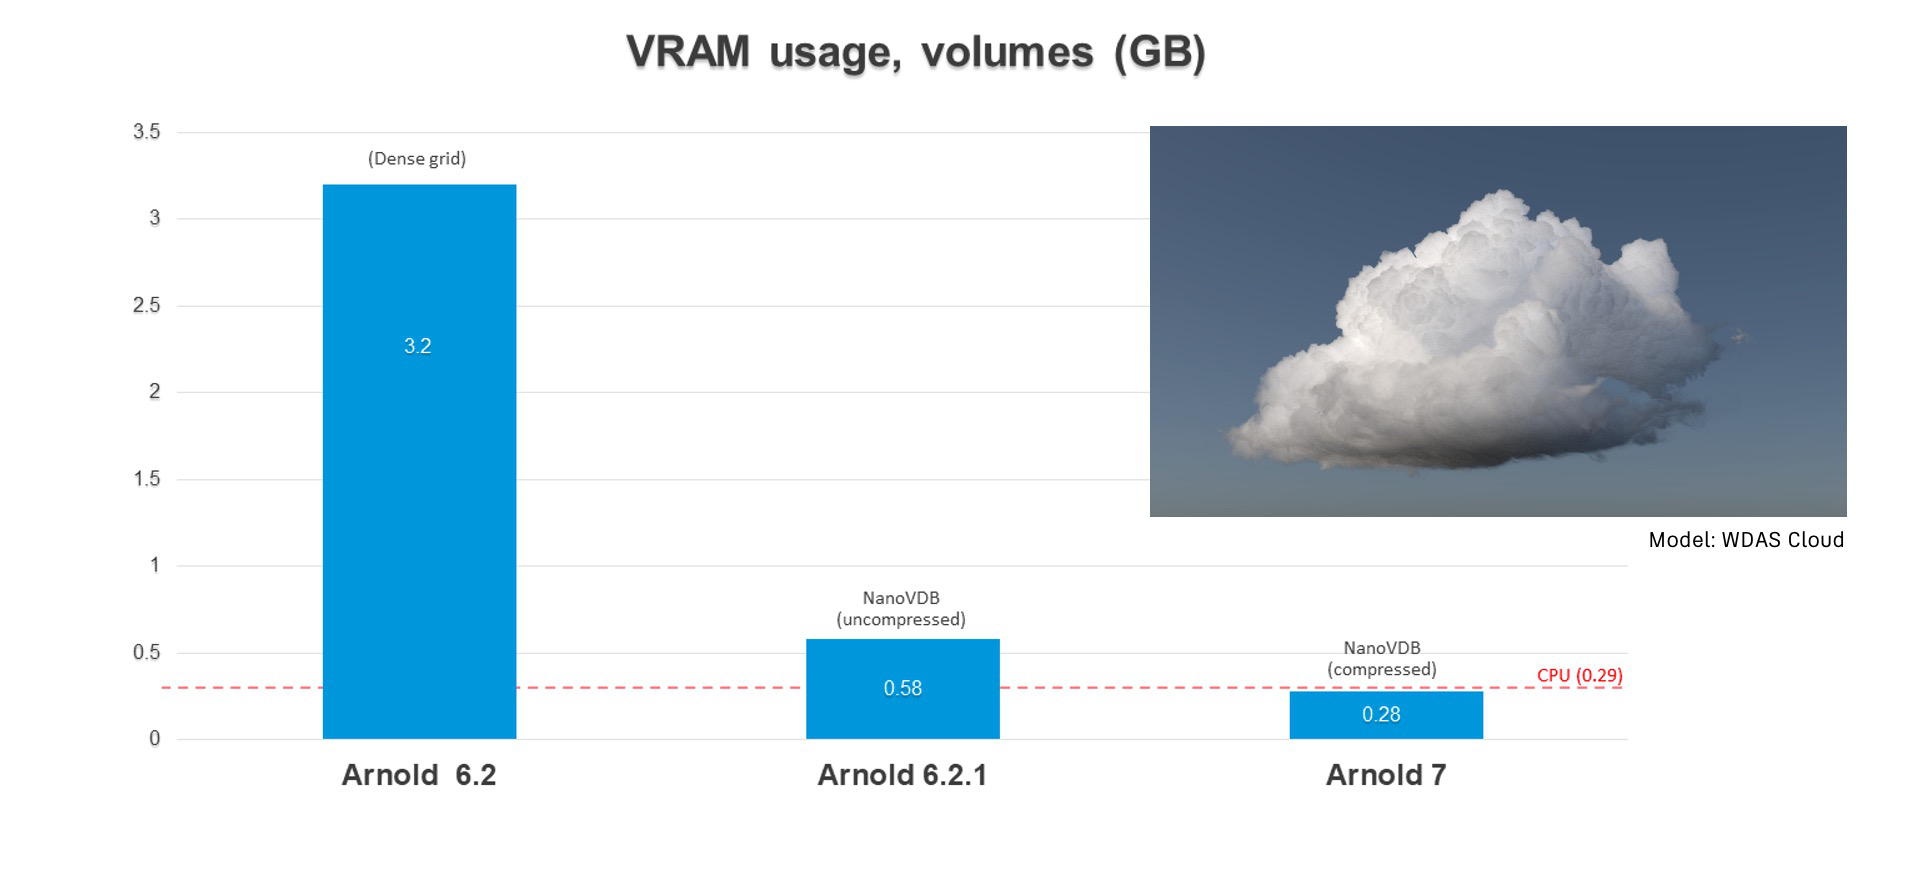 VRAM usage, volumes (GB)
3.5
(Dense grid)
3
2.5
3.2
2
1.5
Model: WDAS Cloud
1
NanoVDB
(uncompressed)
0.5
NanoVDB
(compressed)
CPU (0.29)
0.58
0.28
0
Arnold 6.2
Arnold 6.2.1
Arnold 7